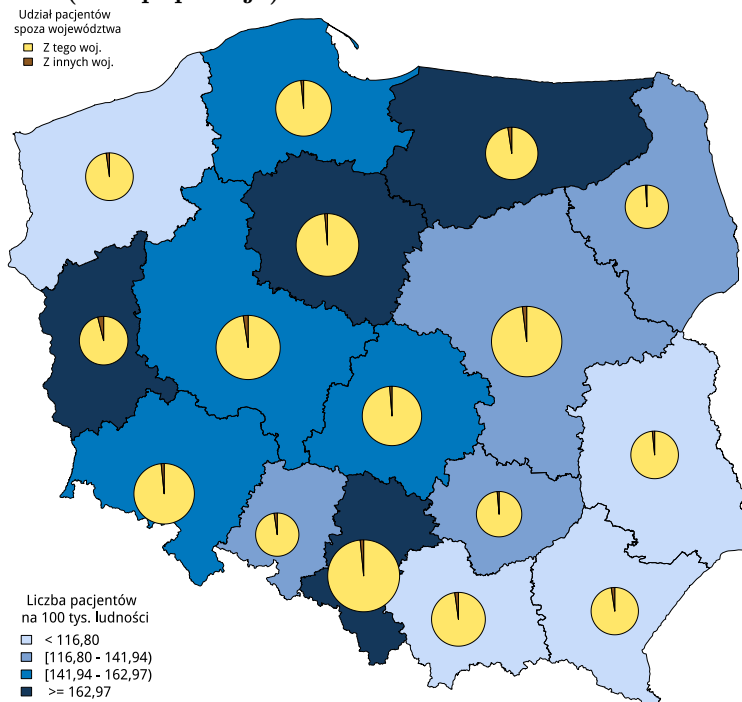 Udział pacjentów
spoza województwa
Z tego woj.
Z innych woj.
Liczba pacjentów
na 100 tys. ludności
< 116,80
[116,80 - 141,94)
[141,94 - 162,97)
>= 162,97